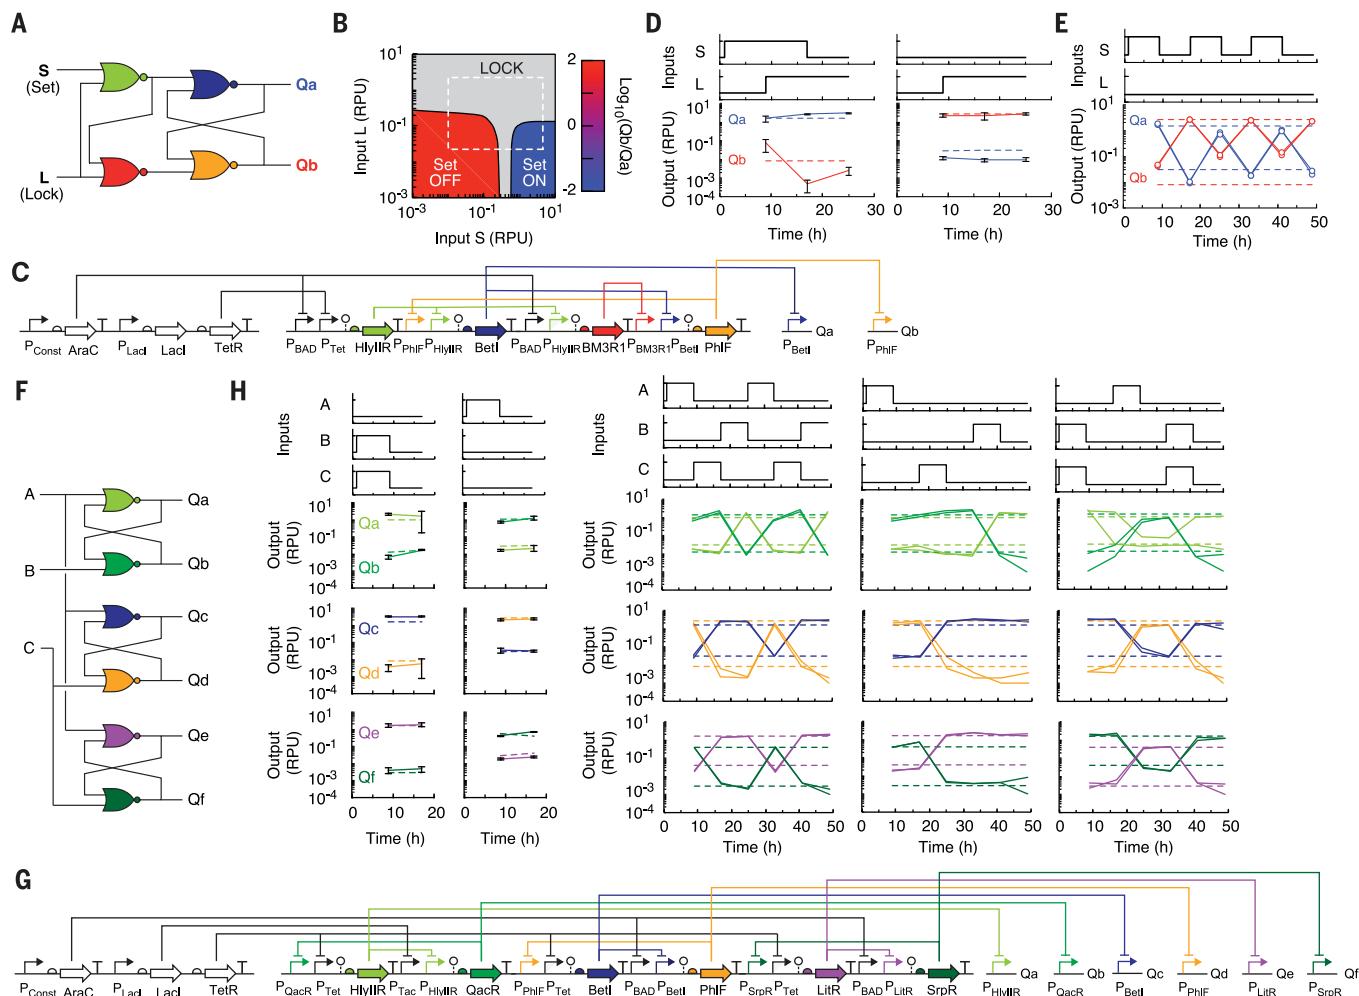 A
S
(Set)
L
(Lock)
Qa
Qb
B
Input L (RPU)
10^1
10^-1
10^-3
LOCK
Set
OFF
Set
ON
10^-3
10^-1
10^1
Input S (RPU)
2
1
0
-1
-2
Log10(Qb/Qa)
D
Inputs
S
L
Output (RPU)
10^1
10^-1
10^-3
10^-4
Qa
Qb
0 10 20 30
0 10 20 30
Time (h)
Time (h)
E
S
L
10^1
10^-1
10^-3
Qa
Qb
0 10 20 30 40 50
Time (h)
C
PConst
AraC
PLacI
LacI
TetR
PBAD
PTet
HlyIIR
PPhlF
PHlyIIR
BetI
PBAD
PHlyIIR
BM3R1
PBM3R1
PBetI
PhlF
PBetI
Qa
PPhlF
Qb
F
A
B
C
Qa
Qb
Qc
Qd
Qe
Qf
H
Inputs
A
B
C
0 10 20
0 10 20
Output
(RPU)
10^1
10^-1
10^-3
10^-4
Qa
Qb
Output
(RPU)
10^1
10^-1
10^-3
10^-4
Qc
Qd
Output
(RPU)
10^1
10^-1
10^-3
10^-4
Qe
Qf
0 10 20
0 10 20
Time (h)
Time (h)
Inputs
A
B
C
Output
(RPU)
10^1
10^-1
10^-3
10^-4
Output
(RPU)
10^1
10^-1
10^-3
10^-4
Output
(RPU)
10^1
10^-1
10^-3
10^-4
0 10 20 30 40 50
0 10 20 30 40 50
0 10 20 30 40 50
Time (h)
Time (h)
Time (h)
G
PConst
AraC
PLacI
LacI
TetR
PQacR
PTet
HlyIIR
PTac
PHlyIIR
QacR
PPhlF
PTet
BetI
PBAD
PBetI
PhlF
PSrpR
PTet
LitR
PBAD
PLitR
SrpR
Qa
PHlyIIR
Qb
PQacR
Qc
PBetI
Qd
PPhlF
Qe
PLitR
Qf
PSrpR